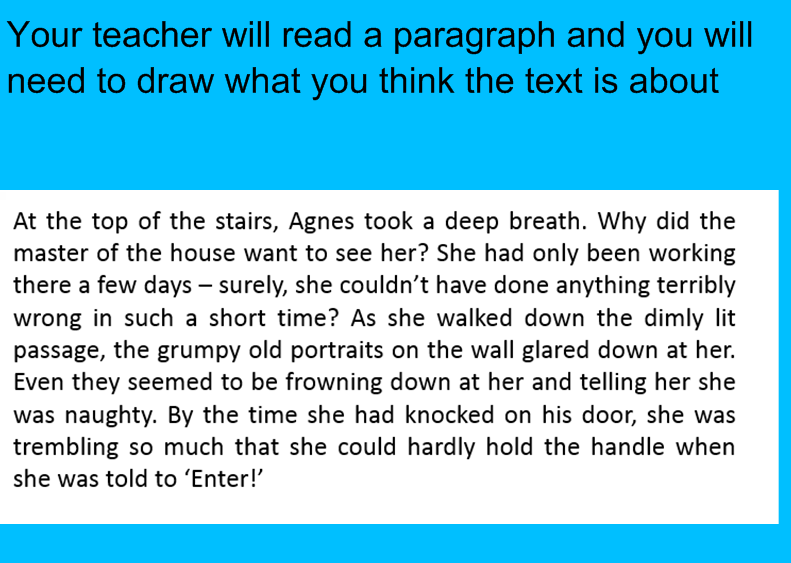 Your teacher will read a paragraph and you will
need to draw what you think the text is about
At the top of the stairs, Agnes took a deep breath. Why did the
master of the house want to see her? She had only been working
there a few days – surely, she couldn’t have done anything terribly
wrong in such a short time? As she walked down the dimly lit
passage, the grumpy old portraits on the wall glared down at her.
Even they seemed to be frowning down at her and telling her she
was naughty. By the time she had knocked on his door, she was
trembling so much that she could hardly hold the handle when
she was told to ‘Enter!’